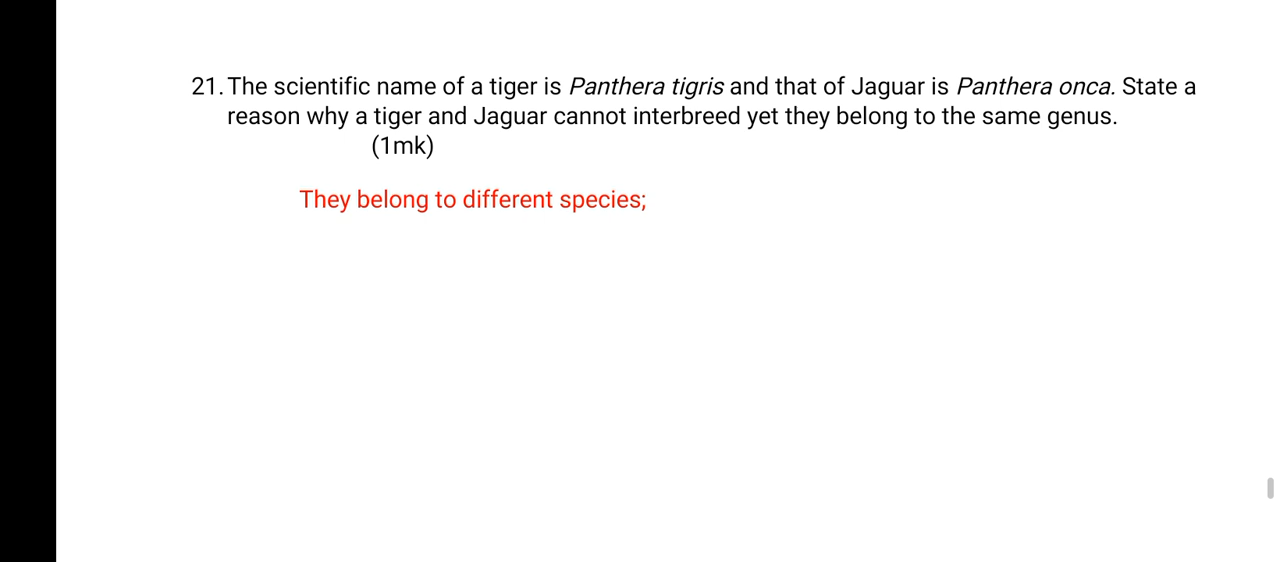 21. The scientific name of a tiger is Panthera tigris and that of Jaguar is Panthera onca. State a
reason why a tiger and Jaguar cannot interbreed yet they belong to the same genus.
(1mk)
They belong to different species;